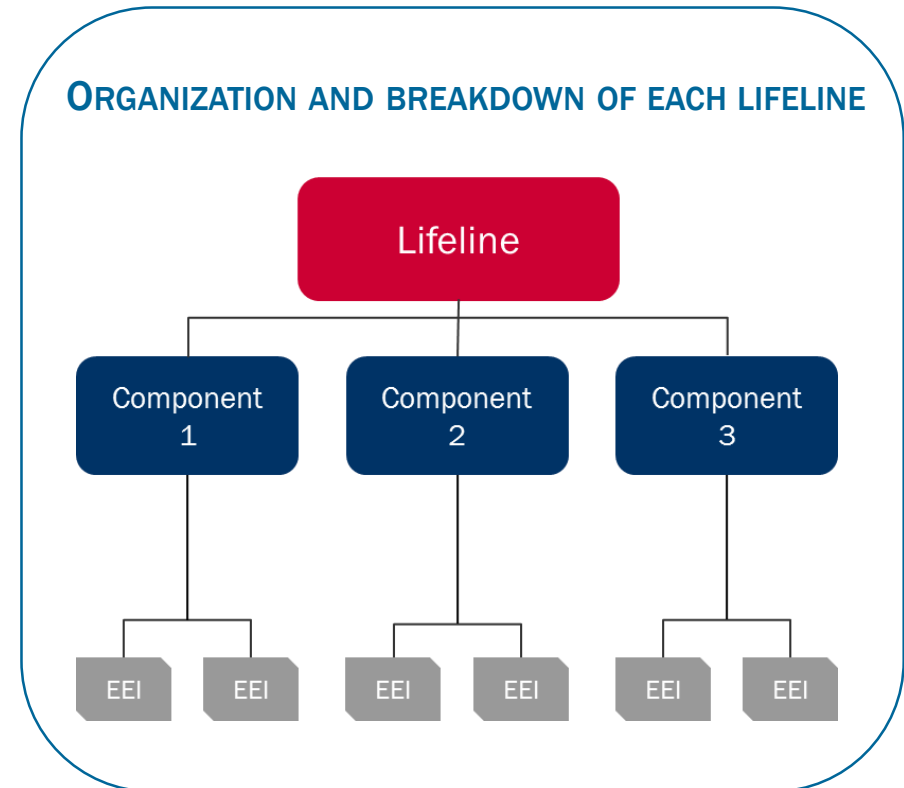 ORGANIZATION AND BREAKDOWN OF EACH LIFELINE
Lifeline
Component
1
Component
2
Component
3
EEI
EEI
EEI
EEI
EEI
EEI